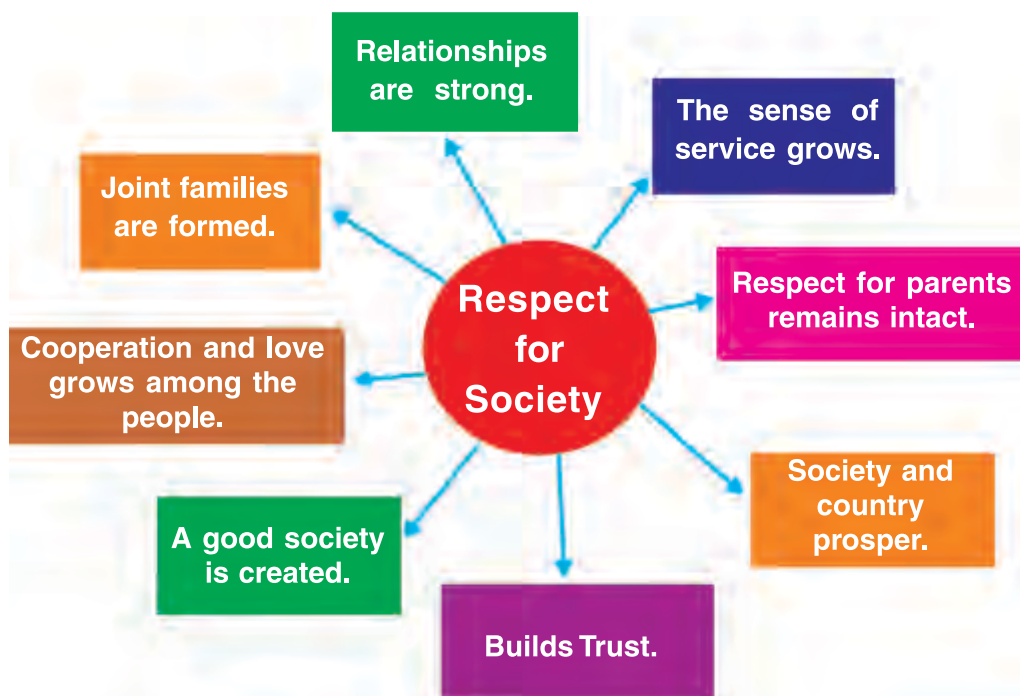 Relationships
are strong.
The sense of
service grows.
Joint families
are formed.
Respect
for
Society
Respect for parents
remains intact.
Cooperation and love
grows among the
people.
Society and
country
prosper.
A good society
is created.
Builds Trust.